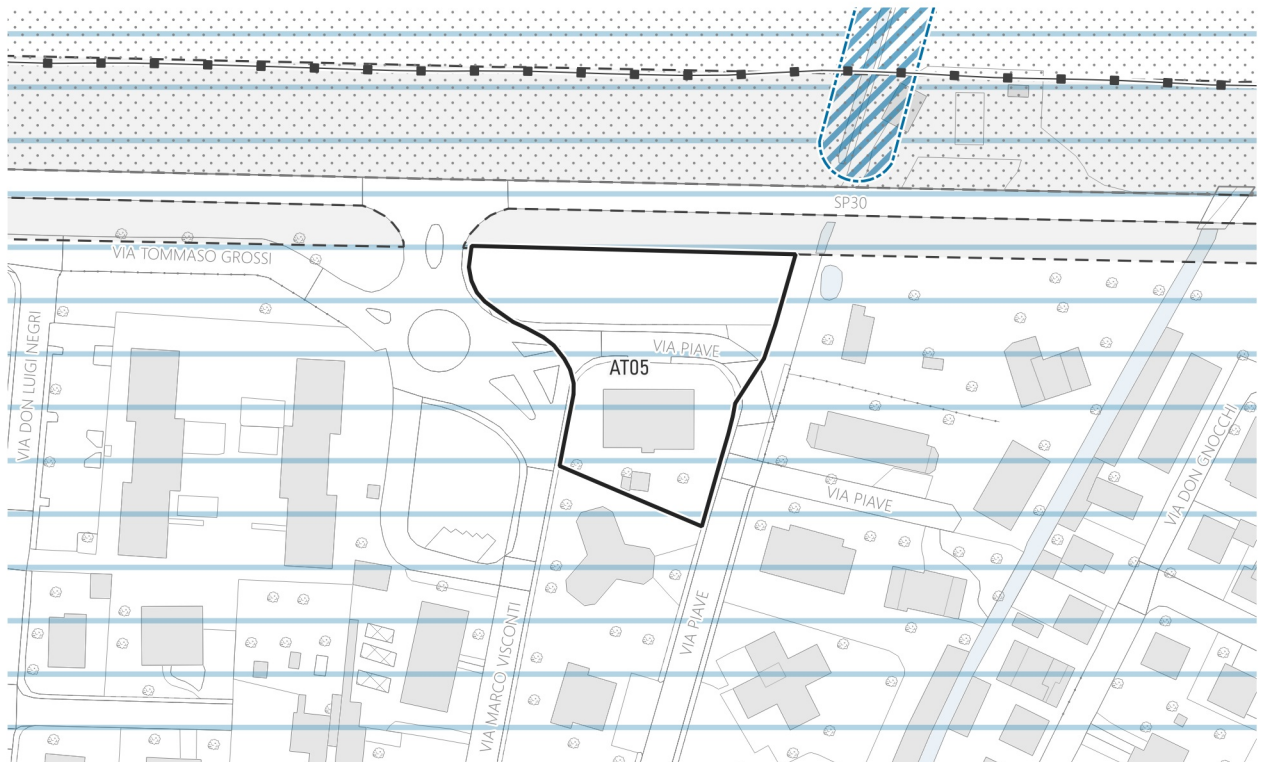 SP30
VIA TOMMASO GROSSI
VIA DON LUIGI NEGRI
VIA PIAVE
AT05
VIA DON GNOCCHI
VIA PIAVE
VIA MARCO VISCONTI
VIA PIAVE